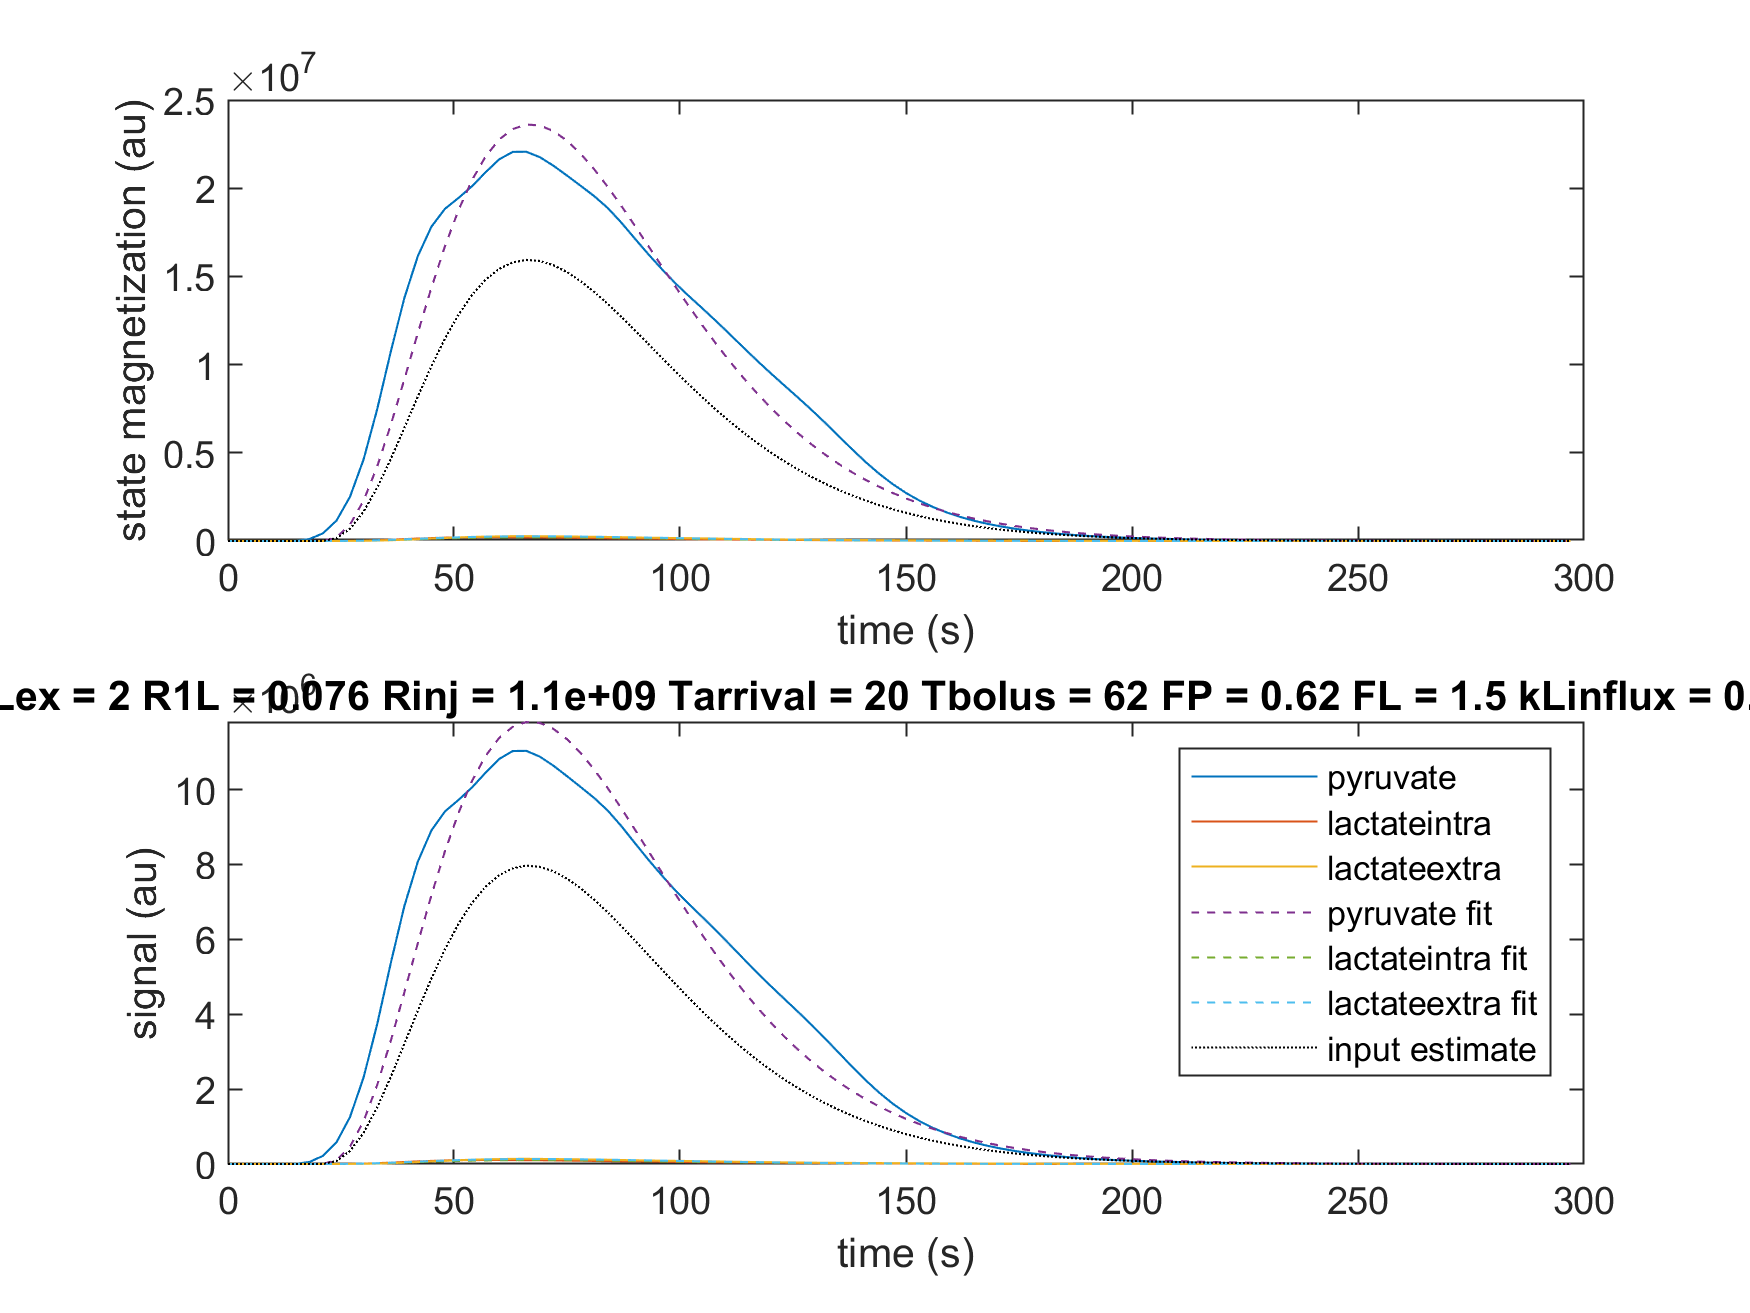 ×10^7
2.5
2
1.5
1
0.5
0
state magnetization (au)
0 50 100 150 200 250 300
time (s)
Lex = 2 R1L = 0.076 Rinj = 1.1e+09 Tarrival = 20 Tbolus = 62 FP = 0.62 FL = 1.5 kLinflux = 0.
×10^6
10
8
6
4
2
0
signal (au)
pyruvate
lactateintra
lactateextra
pyruvate fit
lactateintra fit
lactateextra fit
input estimate
0 50 100 150 200 250 300
time (s)